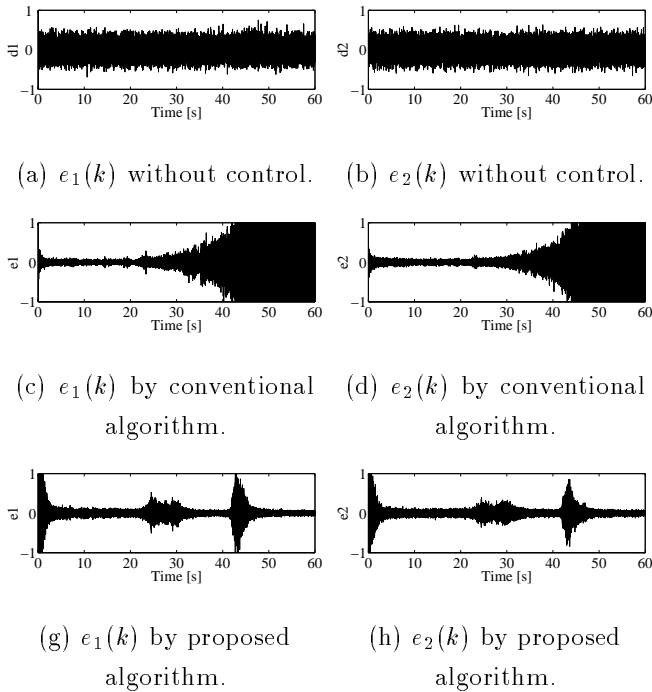 1
0
−1
d1
0 10 20 30 40 50 60
Time [s]
1
0
−1
d2
0 10 20 30 40 50 60
Time [s]
(a) e1(k) without control.
(b) e2(k) without control.
1
0
−1
e1
0 10 20 30 40 50 60
Time [s]
1
0
−1
e2
0 10 20 30 40 50 60
Time [s]
(c) e1(k) by conventional
algorithm.
(d) e2(k) by conventional
algorithm.
1
0
−1
e1
0 10 20 30 40 50 60
Time [s]
1
0
−1
e2
0 10 20 30 40 50 60
Time [s]
(g) e1(k) by proposed
algorithm.
(h) e2(k) by proposed
algorithm.